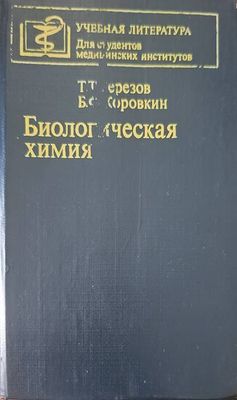 УЧЕБНАЯ ЛИТЕРАТУРА
Для студентов
медицинских институтов
Т.Т. Березов
Б.Ф. Коровкин
Биологическая
химия